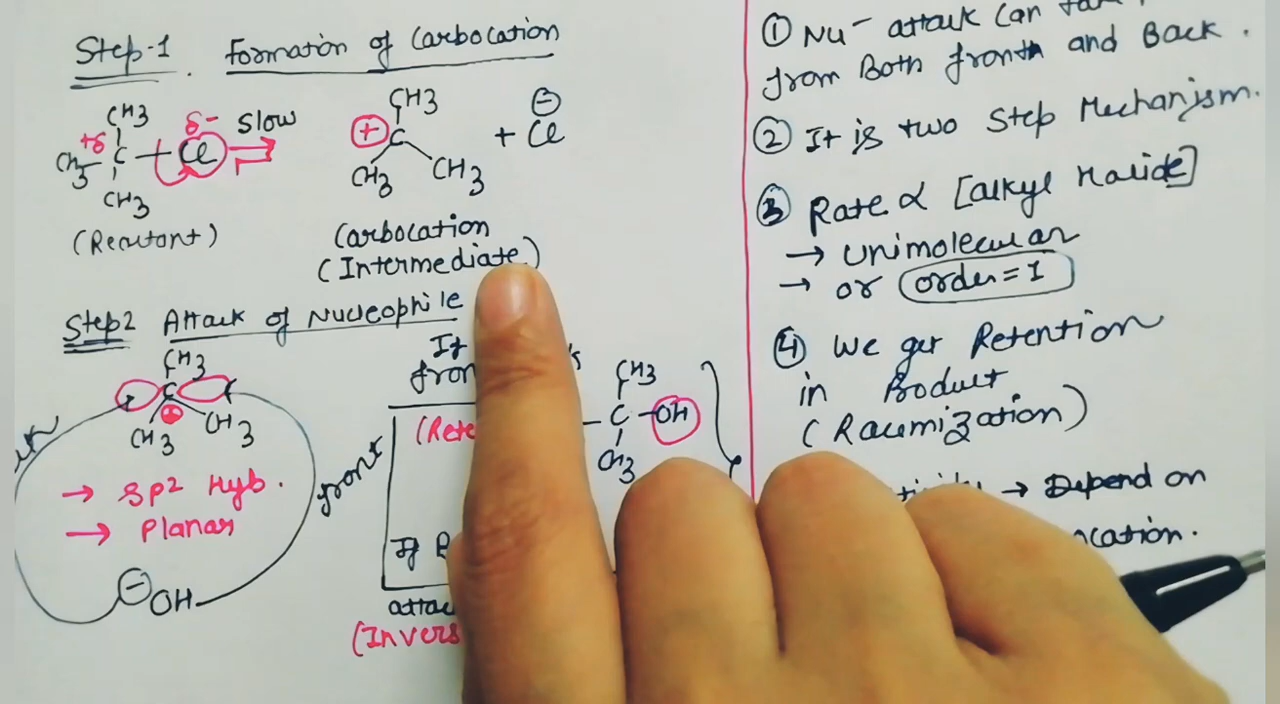 Step-1 Formation of Carbocation
CH3
+δ δ- Slow
CH3-C-Cl
CH3
(Reactant)
CH3
+ C + Cl
CH3 CH3
Carbocation
(Intermediate)
Step2 Attack of Nucleophile
CH3
C
CH3 CH3
→ SP2 Hyb.
→ Planar
OH
front
If
CH3
C-OH
CH3
If
(Invers
① Nu- attack Can
from Both front and Back.
② It is two Step Mechanism.
③ Rate α [alkyl Halide]
→ Unimolecular
→ or order=1
④ We get Retention
in Product
(Racemization)
→ Depend on